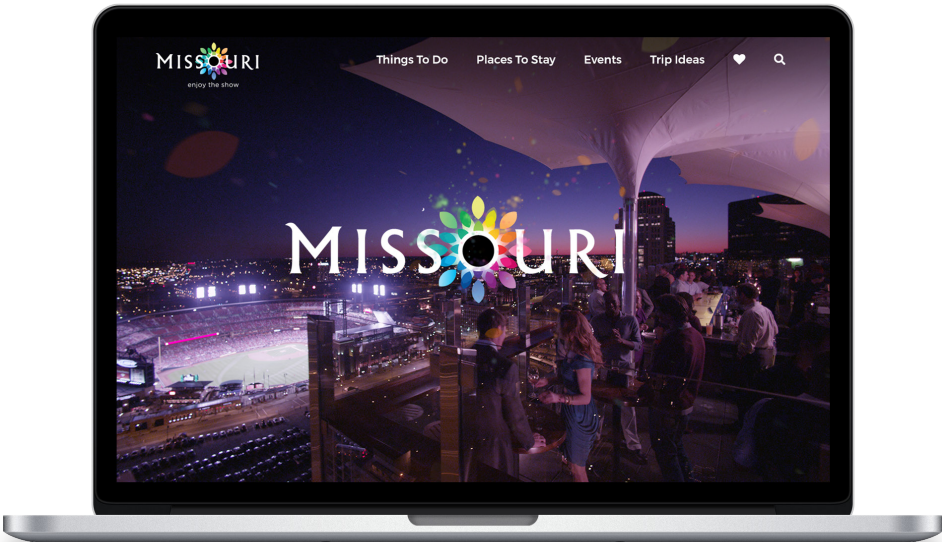 MISSOURI
enjoy the show
Things To Do Places To Stay Events Trip Ideas
MISSOURI